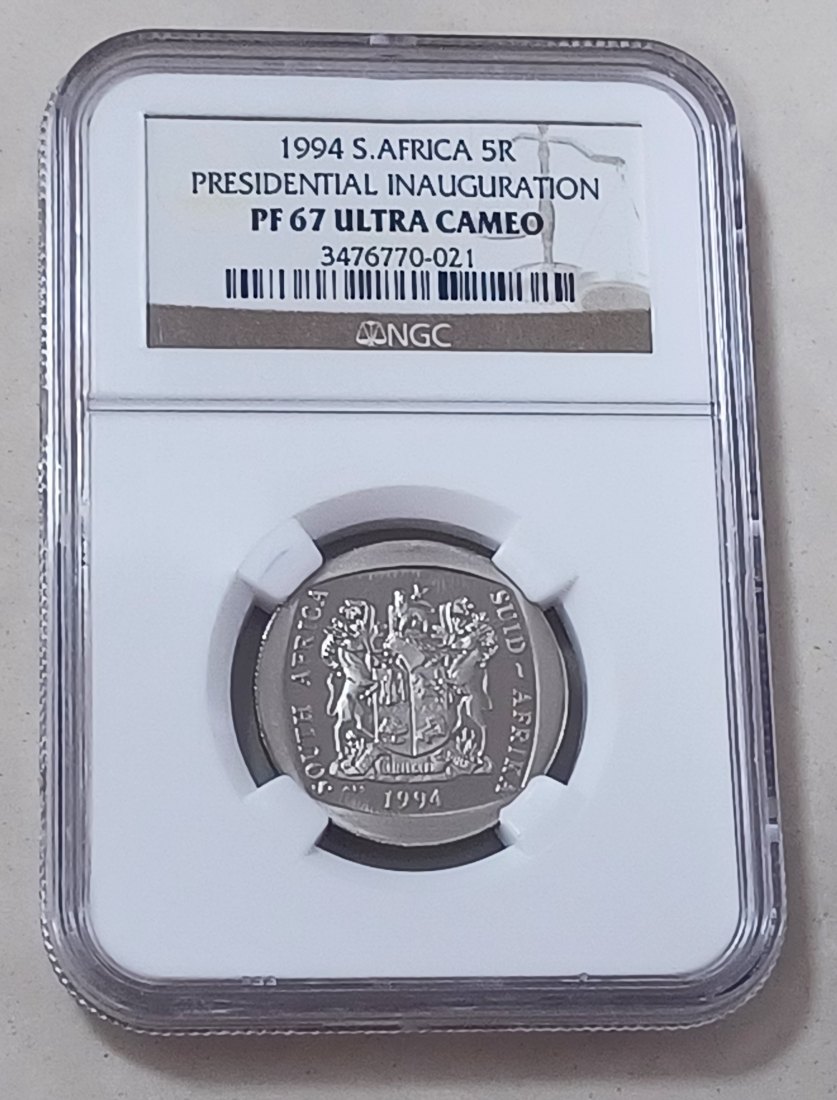 1994 S.AFRICA 5R
PRESIDENTIAL INAUGURATION
PF 67 ULTRA CAMEO
3476770-021
NGC
SOUTH AFRICA
SUID-AFRIKA
1994